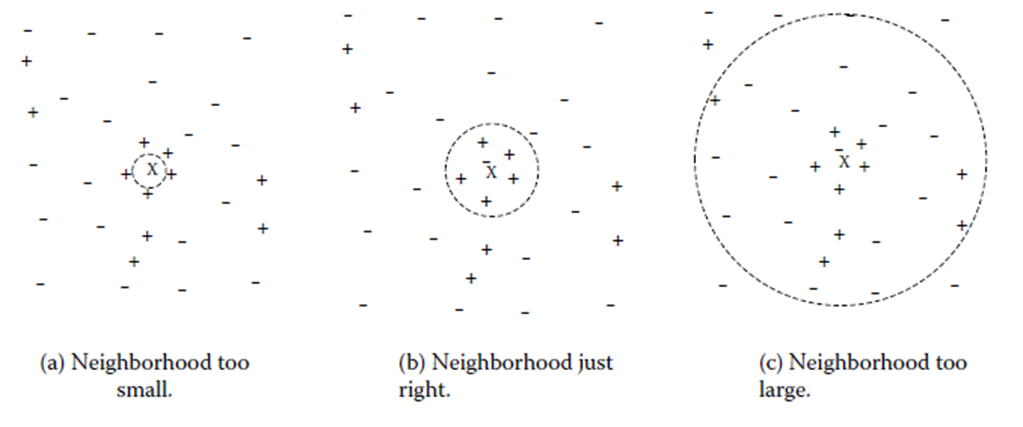 X
X
X
(a) Neighborhood too
small.
(b) Neighborhood just
right.
(c) Neighborhood too
large.